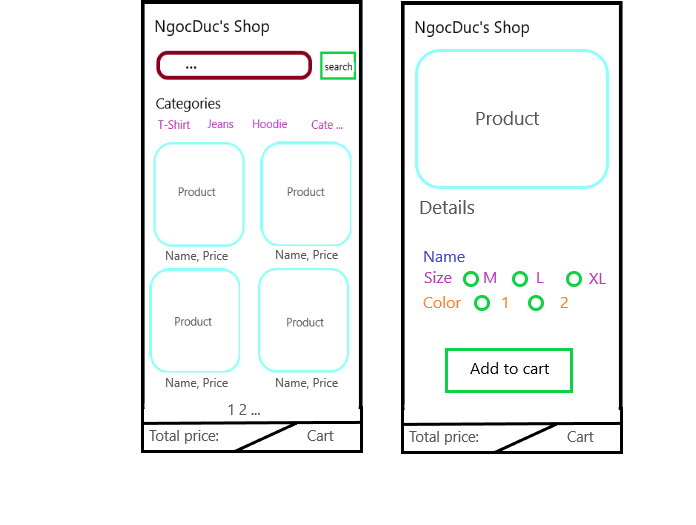 NgocDuc's Shop
...
search
Categories
T-Shirt Jeans Hoodie Cate ...
Product Product
Name, Price Name, Price
Product Product
Name, Price Name, Price
1 2 ...
Total price: Cart
NgocDuc's Shop
Product
Details
Name
Size M L XL
Color 1 2
Add to cart
Total price: Cart